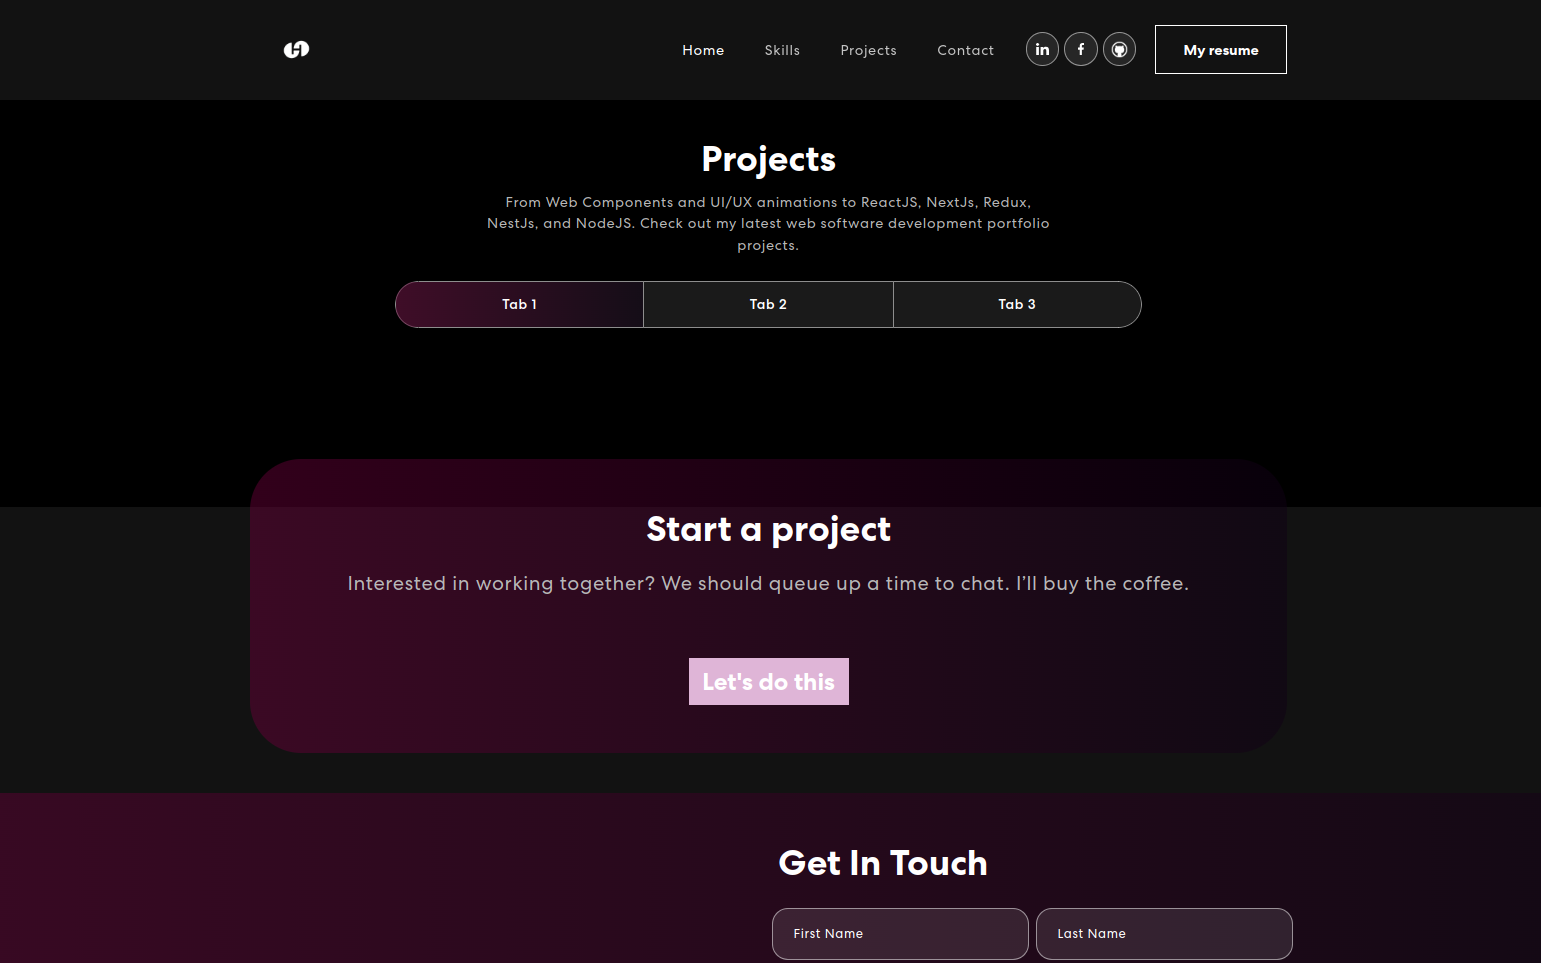 Home Skills Projects Contact in f My resume
Projects
From Web Components and UI/UX animations to ReactJS, NextJs, Redux,
NestJs, and NodeJS. Check out my latest web software development portfolio
projects.
Tab 1 Tab 2 Tab 3
Start a project
Interested in working together? We should queue up a time to chat. I’ll buy the coffee.
Let's do this
Get In Touch
First Name Last Name